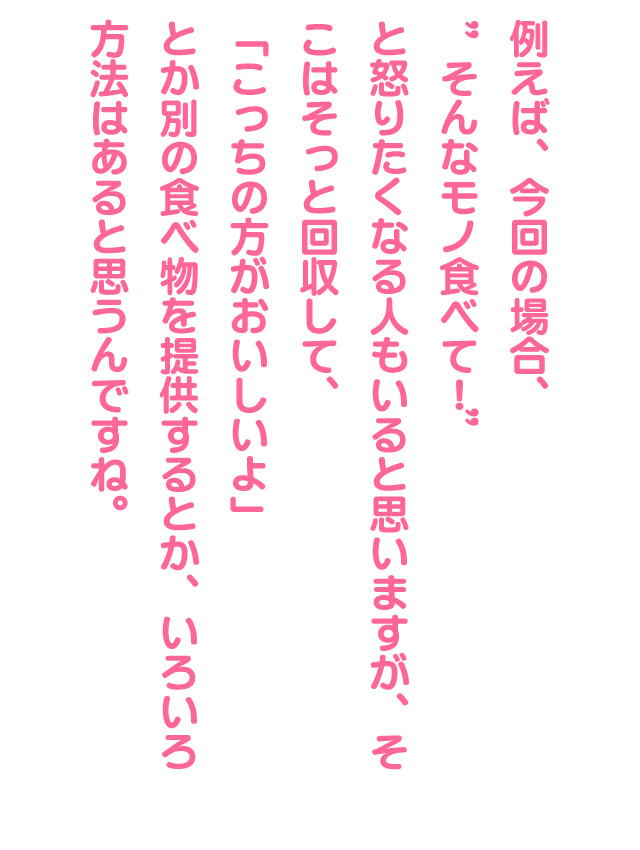 例えば、今回の場合、
”そんなモノ食べて！”
と怒りたくなる人もいると思いますが、そ
こはそっと回収して、
「こっちの方がおいしいよ」
とか別の食べ物を提供するとか、いろいろ
方法はあると思うんですね。